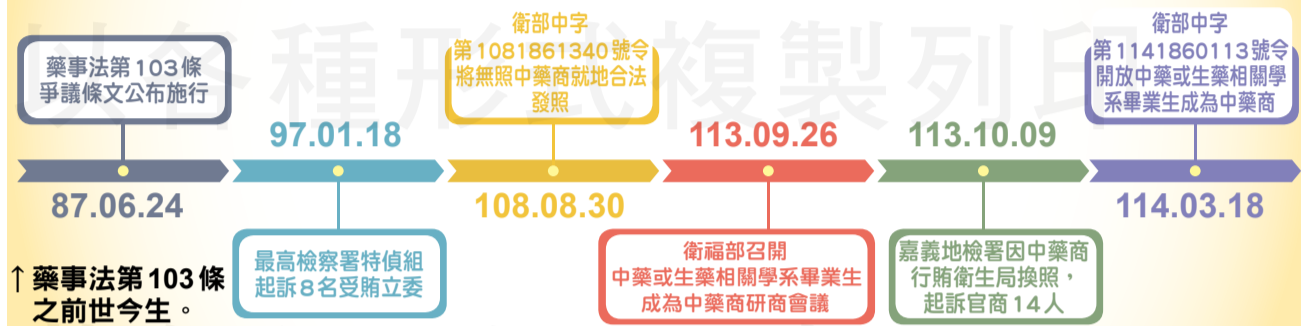 以各種形式複製列印
藥事法第103條
爭議條文公布施行
87.06.24
97.01.18
最高檢察署特偵組
起訴8名受賄立委
衛部中字
第1081861340號令
將無照中藥商就地合法
發照
108.08.30
113.09.26
衛福部召開
中藥或生藥相關學系畢業生
成為中藥商研商會議
113.10.09
嘉義地檢署因中藥商
行賄衛生局換照，
起訴官商14人
衛部中字
第1141860113號令
開放中藥或生藥相關學
系畢業生成為中藥商
114.03.18
↑藥事法第103條
之前世今生。